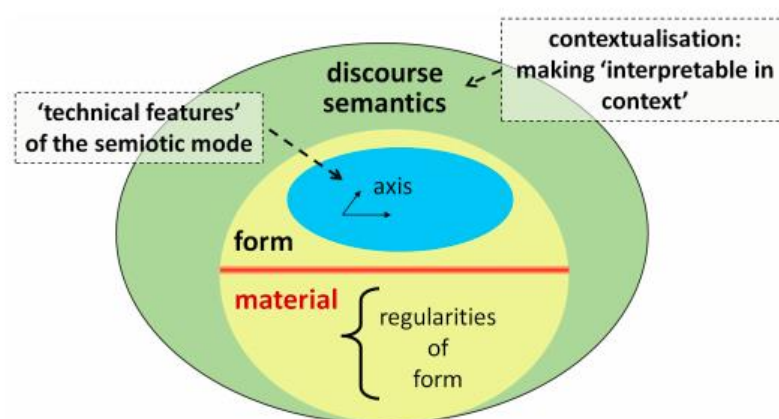 contextualisation:
making ‘interpretable in
context’
discourse
semantics
‘technical features’
of the semiotic mode
axis
form
material
regularities
of
form